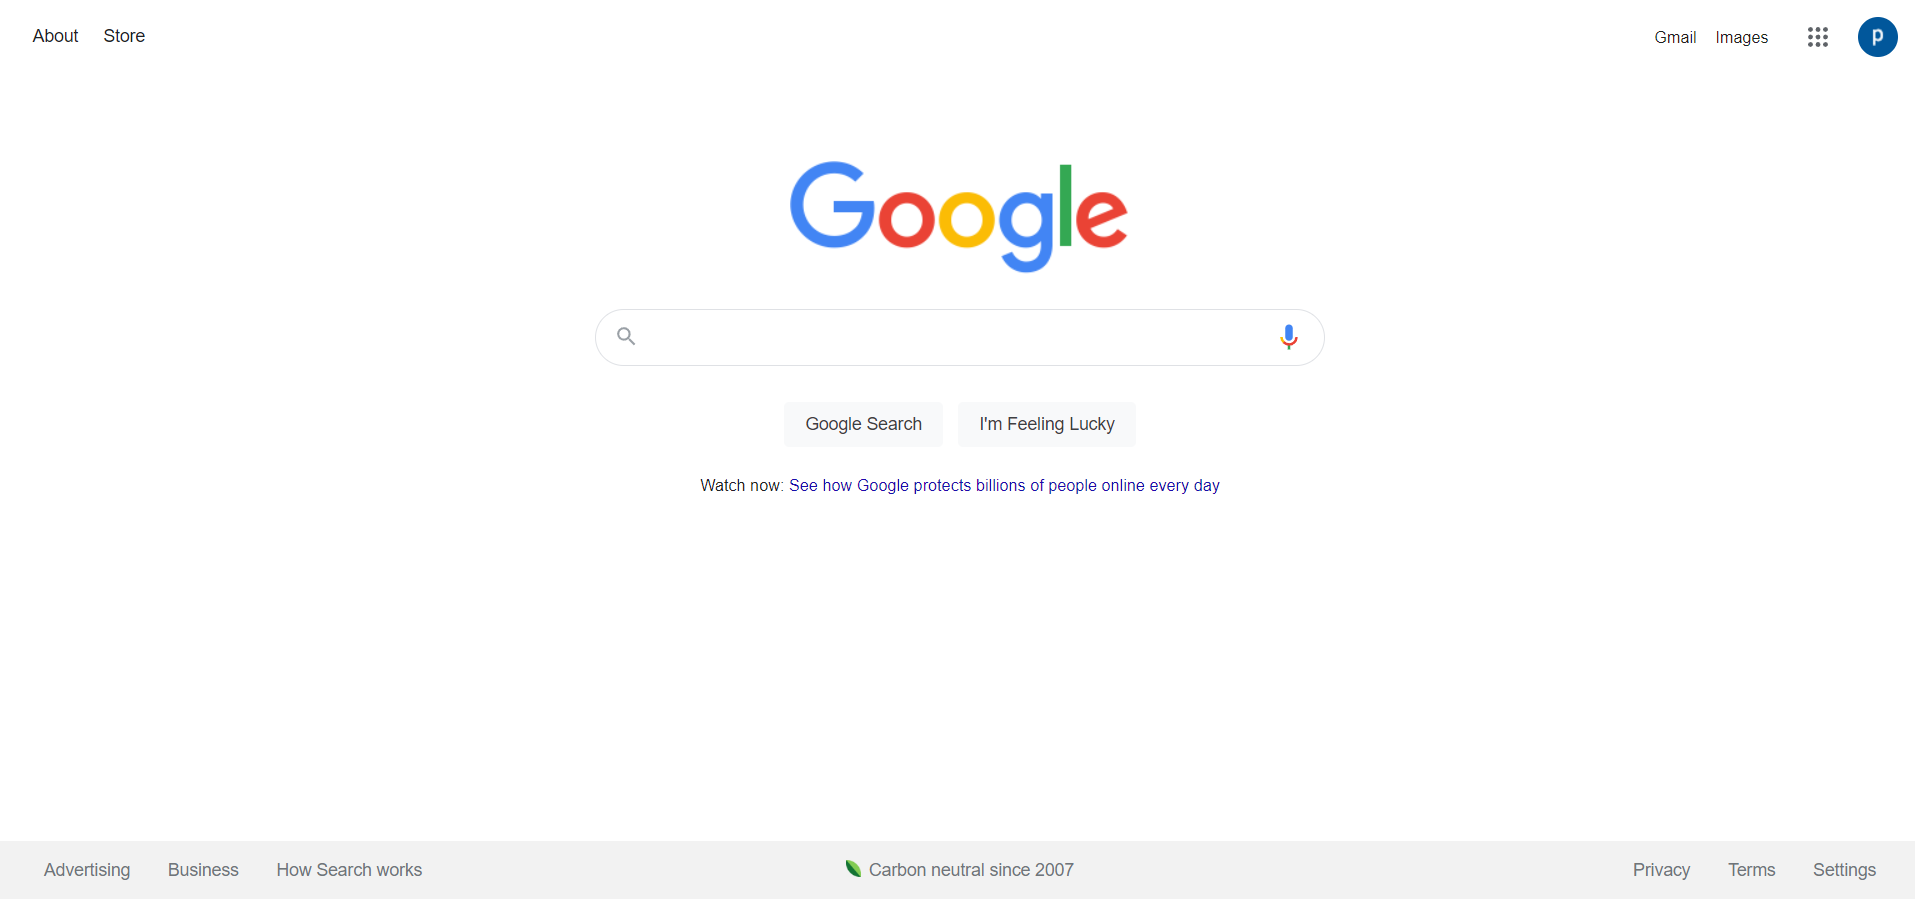 About Store Gmail Images p
Google
Google Search I'm Feeling Lucky
Watch now: See how Google protects billions of people online every day
Advertising Business How Search works Carbon neutral since 2007 Privacy Terms Settings